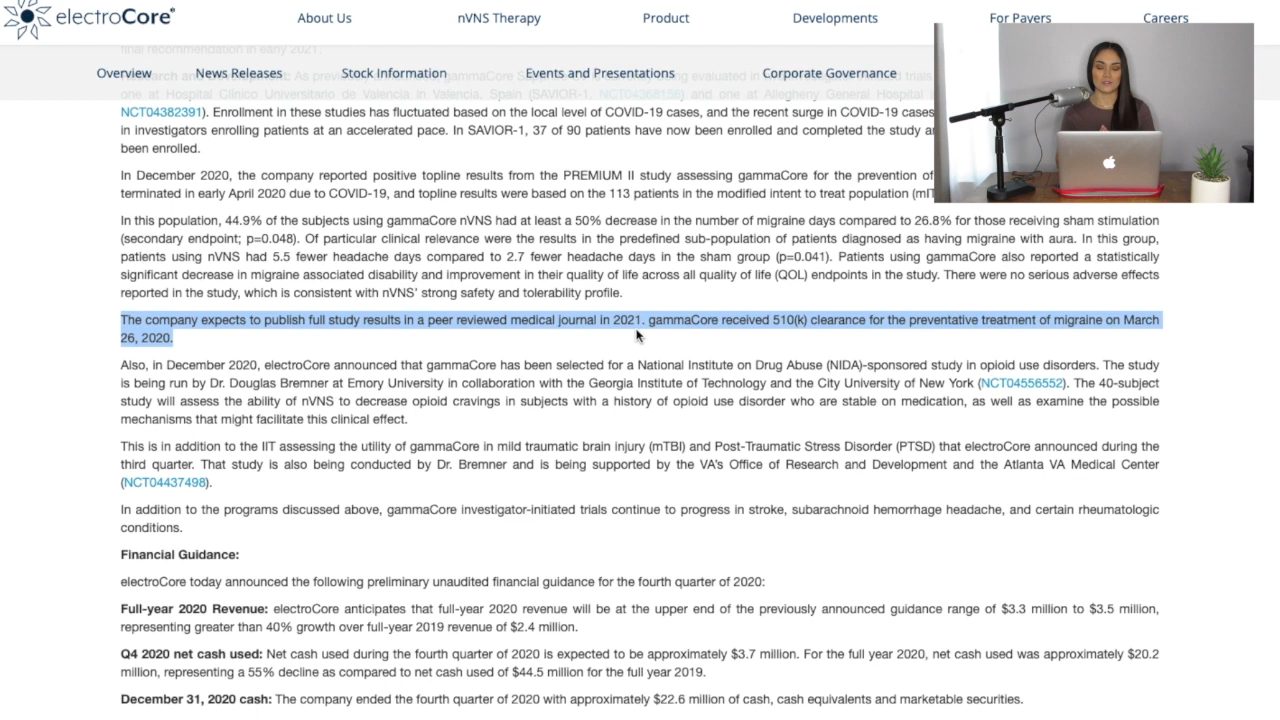 electroCore
About Us nVNS Therapy Product Developments For Payers Careers
final recommendation in early 2021.
Overview News Releases Stock Information Events and Presentations Corporate Governance
one at Hospital Clínico Universitario de Valencia in Valencia, Spain (SAVIOR-1, NCT04368156) and one at Allegheny General Hospital
NCT04382391). Enrollment in these studies has fluctuated based on the local level of COVID-19 cases, and the recent surge in COVID-19 cases
in investigators enrolling patients at an accelerated pace. In SAVIOR-1, 37 of 90 patients have now been enrolled and completed the study
been enrolled.
In December 2020, the company reported positive topline results from the PREMIUM II study assessing gammaCore for the prevention of
terminated in early April 2020 due to COVID-19, and topline results were based on the 113 patients in the modified intent to treat population
In this population, 44.9% of the subjects using gammaCore nVNS had at least a 50% decrease in the number of migraine days compared to 26.8% for those receiving sham stimulation
(secondary endpoint; p=0.048). Of particular clinical relevance were the results in the predefined sub-population of patients diagnosed as having migraine with aura. In this group,
patients using nVNS had 5.5 fewer headache days compared to 2.7 fewer headache days in the sham group (p=0.041). Patients using gammaCore also reported a statistically
significant decrease in migraine associated disability and improvement in their quality of life across all quality of life (QOL) endpoints in the study. There were no serious adverse effects
reported in the study, which is consistent with nVNS' strong safety and tolerability profile.
The company expects to publish full study results in a peer reviewed medical journal in 2021. gammaCore received 510(k) clearance for the preventative treatment of migraine on March
26, 2020.
Also, in December 2020, electroCore announced that gammaCore has been selected for a National Institute on Drug Abuse (NIDA)-sponsored study in opioid use disorders. The study
is being run by Dr. Douglas Bremner at Emory University in collaboration with the Georgia Institute of Technology and the City University of New York (NCT04556552). The 40-subject
study will assess the ability of nVNS to decrease opioid cravings in subjects with a history of opioid use disorder who are stable on medication, as well as examine the possible
mechanisms that might facilitate this clinical effect.
This is in addition to the IIT assessing the utility of gammaCore in mild traumatic brain injury (mTBI) and Post-Traumatic Stress Disorder (PTSD) that electroCore announced during the
third quarter. That study is also being conducted by Dr. Bremner and is being supported by the VA's Office of Research and Development and the Atlanta VA Medical Center
(NCT04437498).
In addition to the programs discussed above, gammaCore investigator-initiated trials continue to progress in stroke, subarachnoid hemorrhage headache, and certain rheumatologic
conditions.
Financial Guidance:
electroCore today announced the following preliminary unaudited financial guidance for the fourth quarter of 2020:
Full-year 2020 Revenue: electroCore anticipates that full-year 2020 revenue will be at the upper end of the previously announced guidance range of $3.3 million to $3.5 million,
representing greater than 40% growth over full-year 2019 revenue of $2.4 million.
Q4 2020 net cash used: Net cash used during the fourth quarter of 2020 is expected to be approximately $3.7 million. For the full year 2020, net cash used was approximately $20.2
million, representing a 55% decline as compared to net cash used of $44.5 million for the full year 2019.
December 31, 2020 cash: The company ended the fourth quarter of 2020 with approximately $22.6 million of cash, cash equivalents and marketable securities.